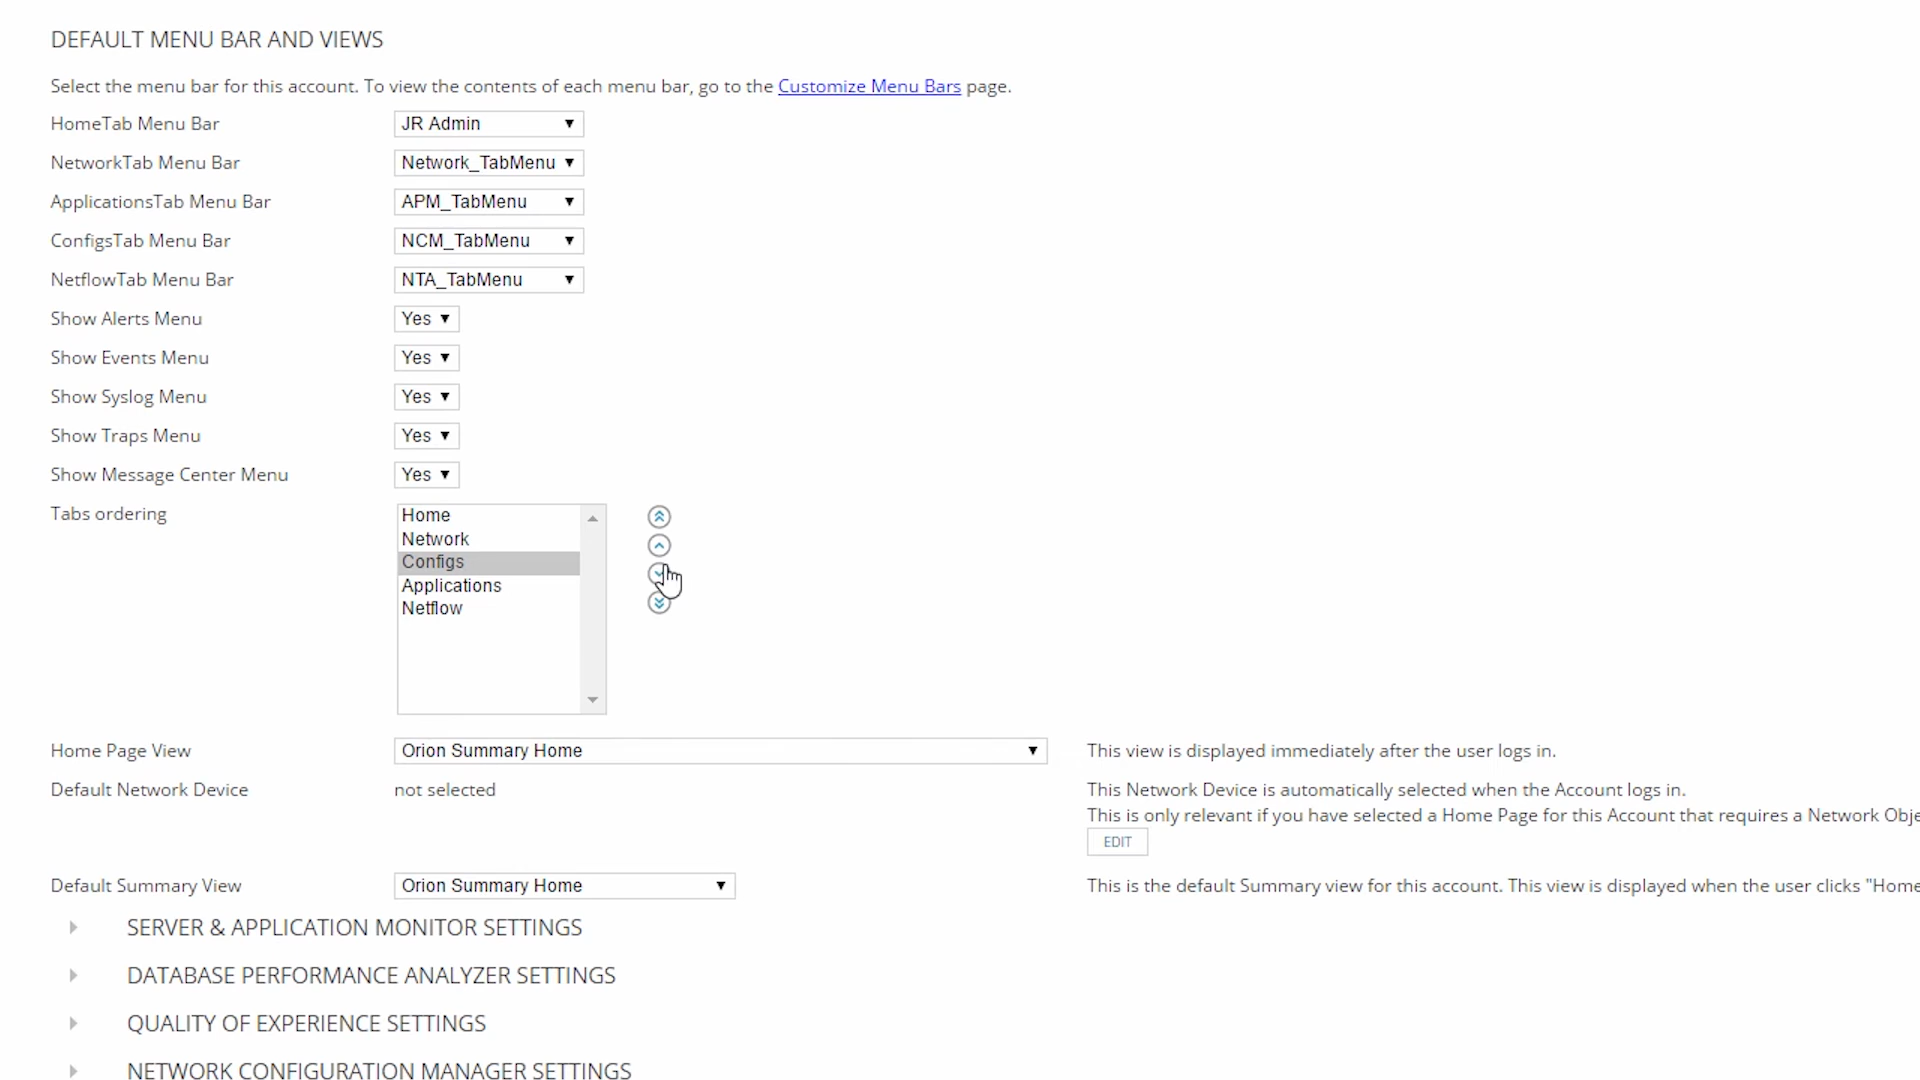 DEFAULT MENU BAR AND VIEWS
Select the menu bar for this account. To view the contents of each menu bar, go to the Customize Menu Bars page.
HomeTab Menu Bar JR Admin
NetworkTab Menu Bar Network_TabMenu
ApplicationsTab Menu Bar APM_TabMenu
ConfigsTab Menu Bar NCM_TabMenu
NetflowTab Menu Bar NTA_TabMenu
Show Alerts Menu Yes
Show Events Menu Yes
Show Syslog Menu Yes
Show Traps Menu Yes
Show Message Center Menu Yes
Tabs ordering Home
Network
Configs
Applications
Netflow
Home Page View Orion Summary Home This view is displayed immediately after the user logs in.
Default Network Device not selected This Network Device is automatically selected when the Account logs in.
This is only relevant if you have selected a Home Page for this Account that requires a Network Obje
EDIT
Default Summary View Orion Summary Home This is the default Summary view for this account. This view is displayed when the user clicks "Home
SERVER & APPLICATION MONITOR SETTINGS
DATABASE PERFORMANCE ANALYZER SETTINGS
QUALITY OF EXPERIENCE SETTINGS
NETWORK CONFIGURATION MANAGER SETTINGS